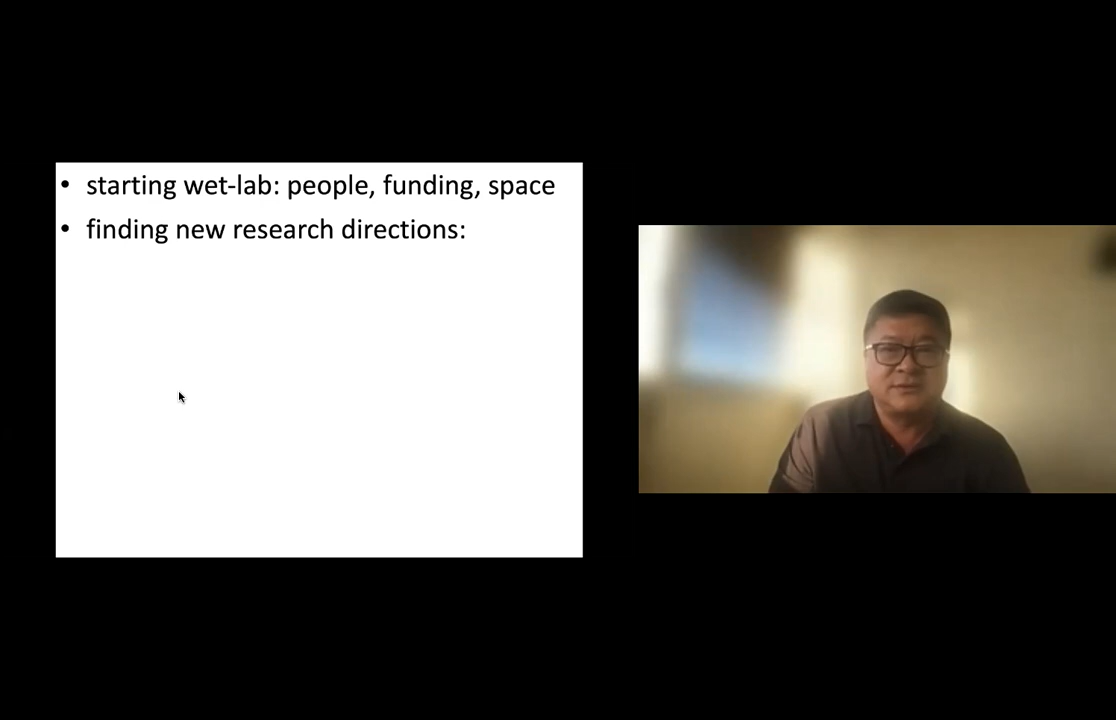 • starting wet-lab: people, funding, space
• finding new research directions: